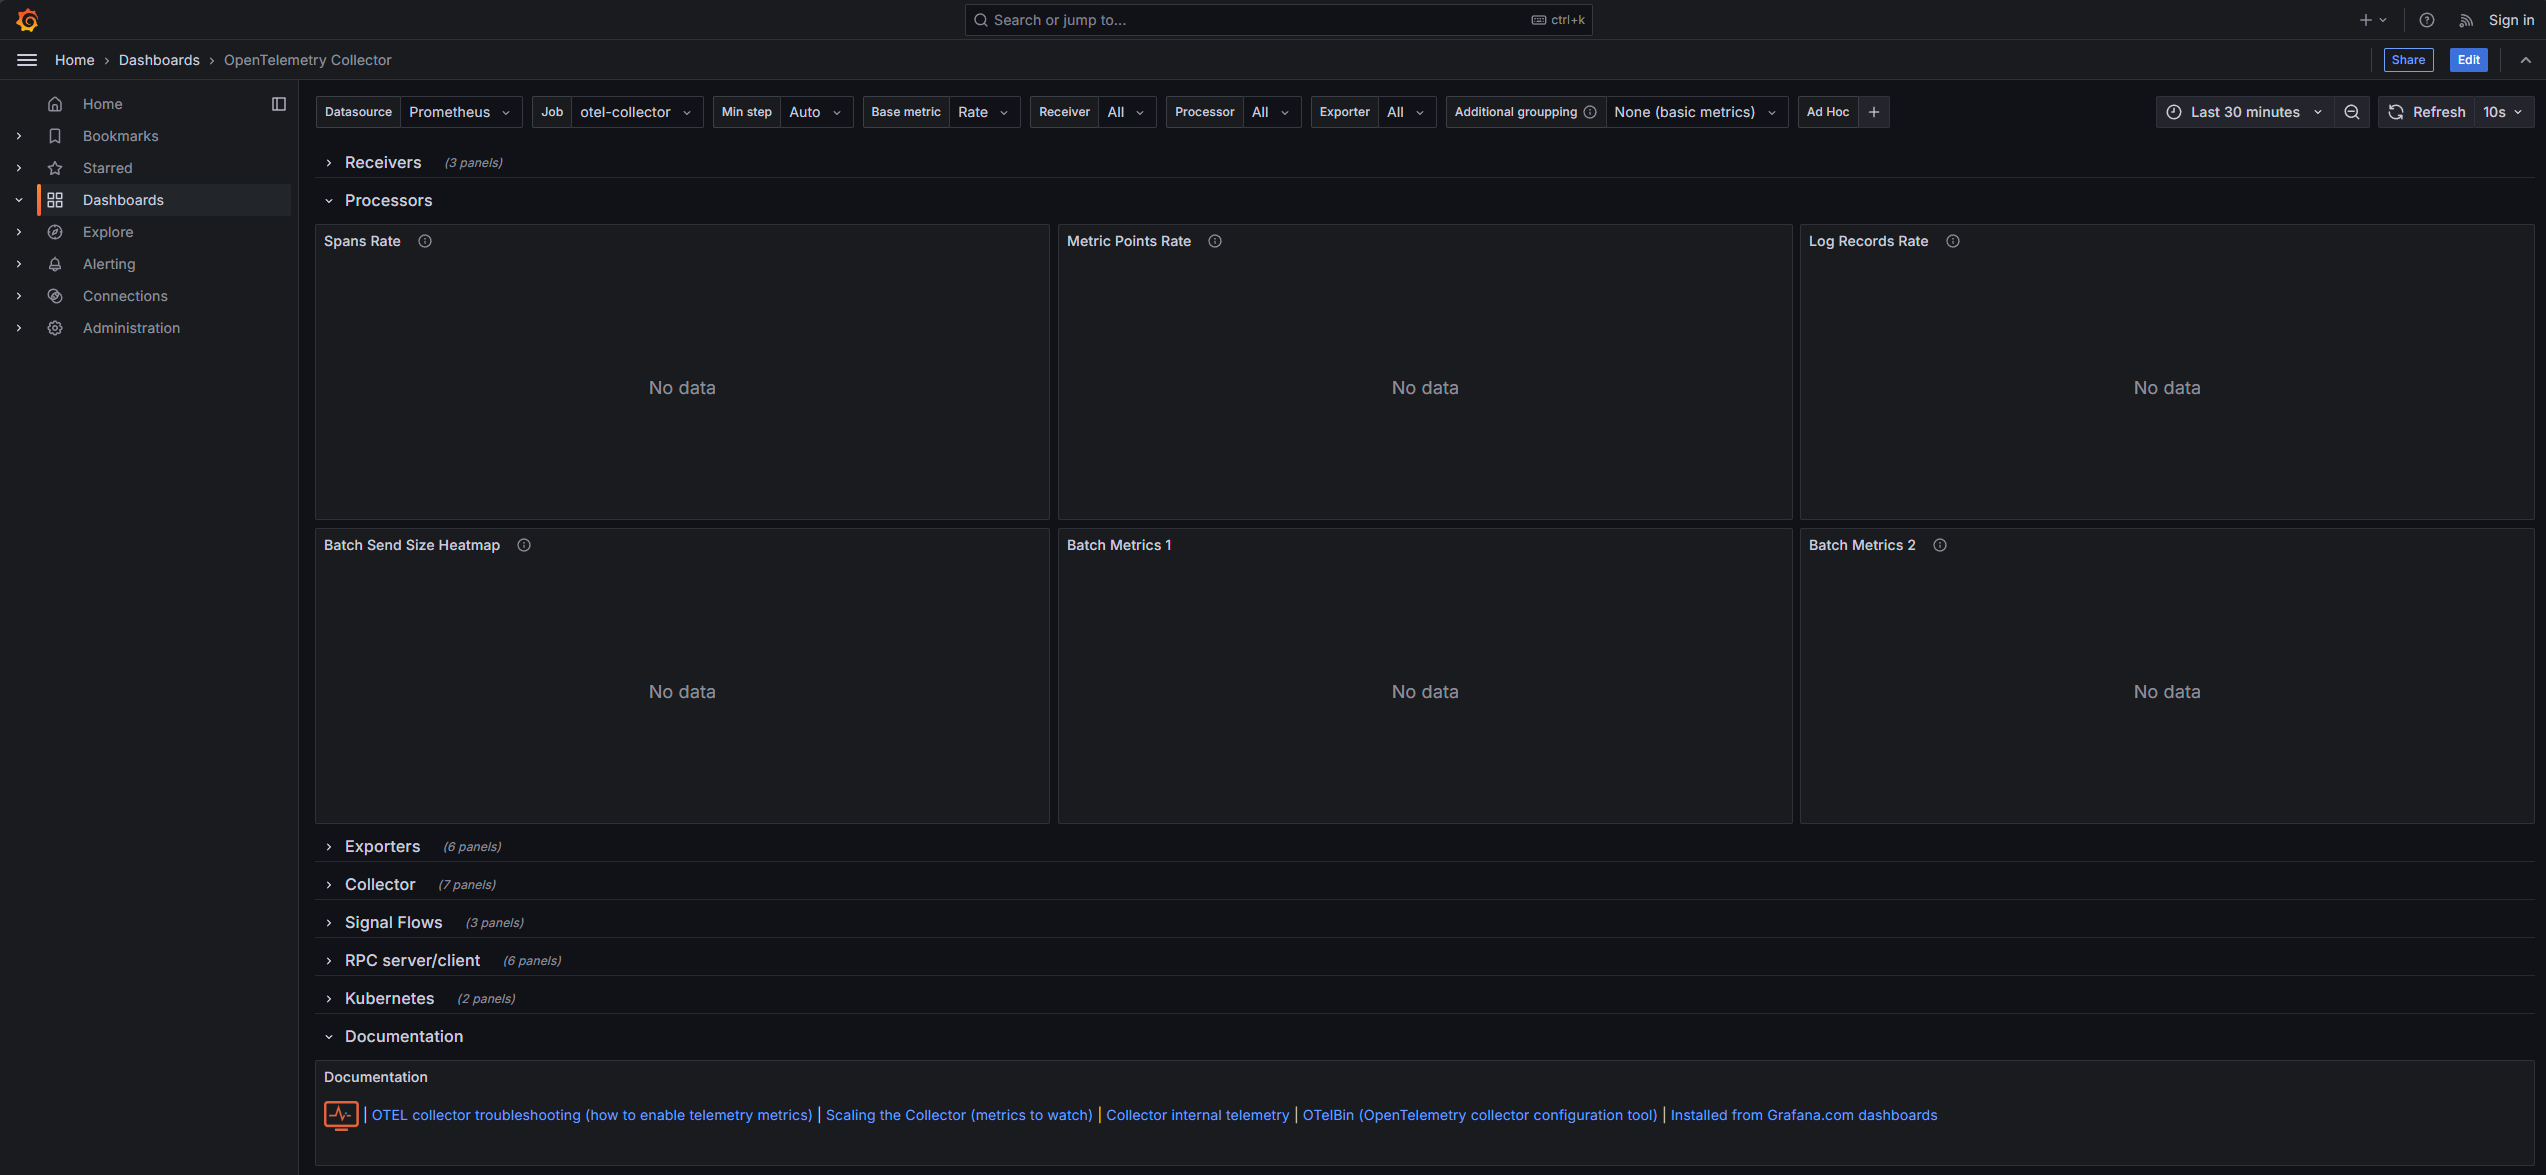 Search or jump to... ctrl+k Sign in
Home Dashboards OpenTelemetry Collector Share Edit
Home
Bookmarks
Starred
Dashboards
Explore
Alerting
Connections
Administration
Datasource Prometheus Job otel-collector Min step Auto Base metric Rate Receiver All Processor All Exporter All Additional groupping None (basic metrics) Ad Hoc Last 30 minutes Refresh 10s
Receivers (3 panels)
Processors
Spans Rate Metric Points Rate Log Records Rate
No data No data No data
Batch Send Size Heatmap Batch Metrics 1 Batch Metrics 2
No data No data No data
Exporters (6 panels)
Collector (7 panels)
Signal Flows (3 panels)
RPC server/client (6 panels)
Kubernetes (2 panels)
Documentation
Documentation
| OTEL collector troubleshooting (how to enable telemetry metrics) | Scaling the Collector (metrics to watch) | Collector internal telemetry | OTelBin (OpenTelemetry collector configuration tool) | Installed from Grafana.com dashboards